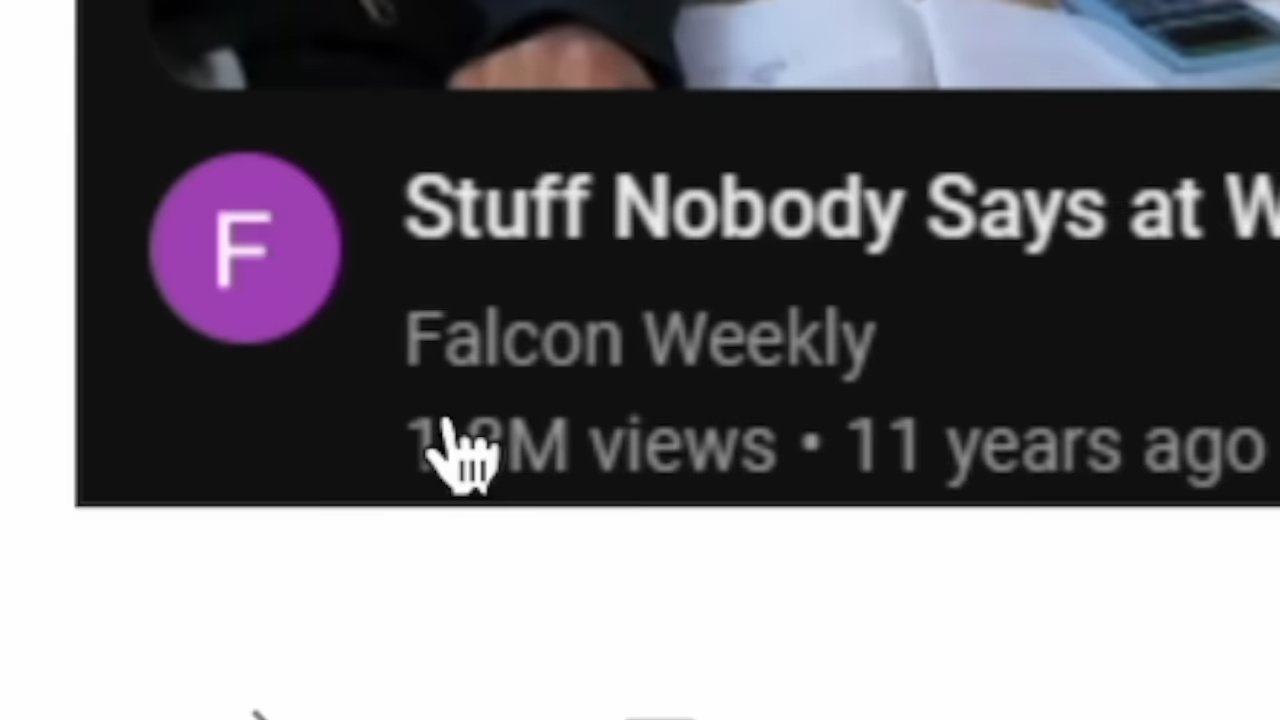 F
Stuff Nobody Says at
Falcon Weekly
views • 11 years ago